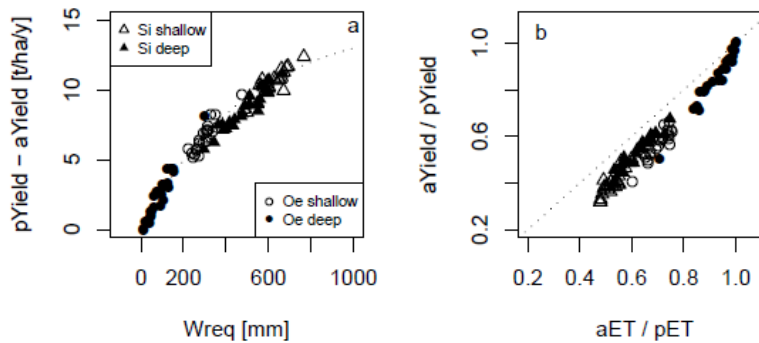 a
Si shallow
Si deep
Oe shallow
Oe deep
pYield − aYield [t/ha/y]
0
5
10
15
0
200
600
1000
Wreq [mm]
b
aYield / pYield
0.2
0.6
1.0
0.2
0.4
0.6
0.8
1.0
aET / pET